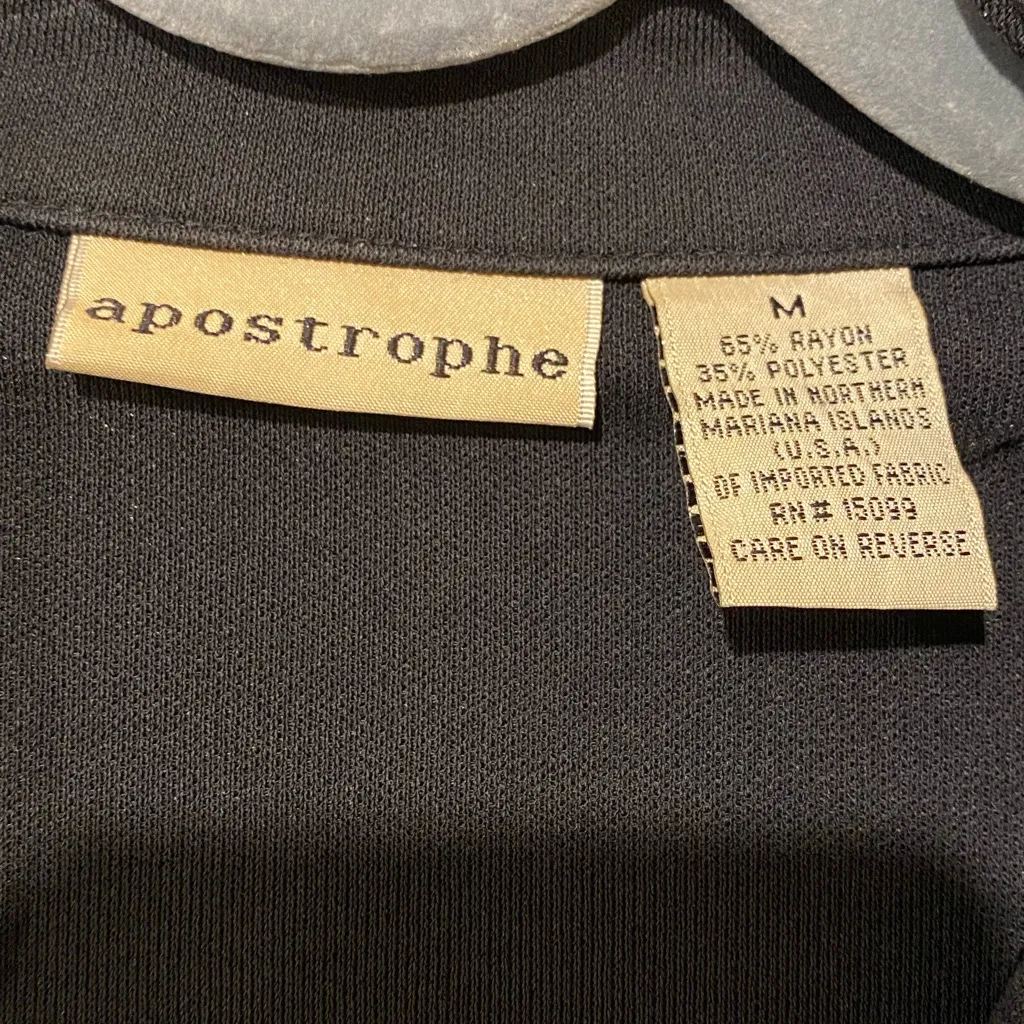 apostrophe
M
65% RAYON
35% POLYESTER
MADE IN NORTHERN
MARIANA ISLANDS
(U.S.A.)
OF IMPORTED FABRIC
RN# 15099
CARE ON REVERSE